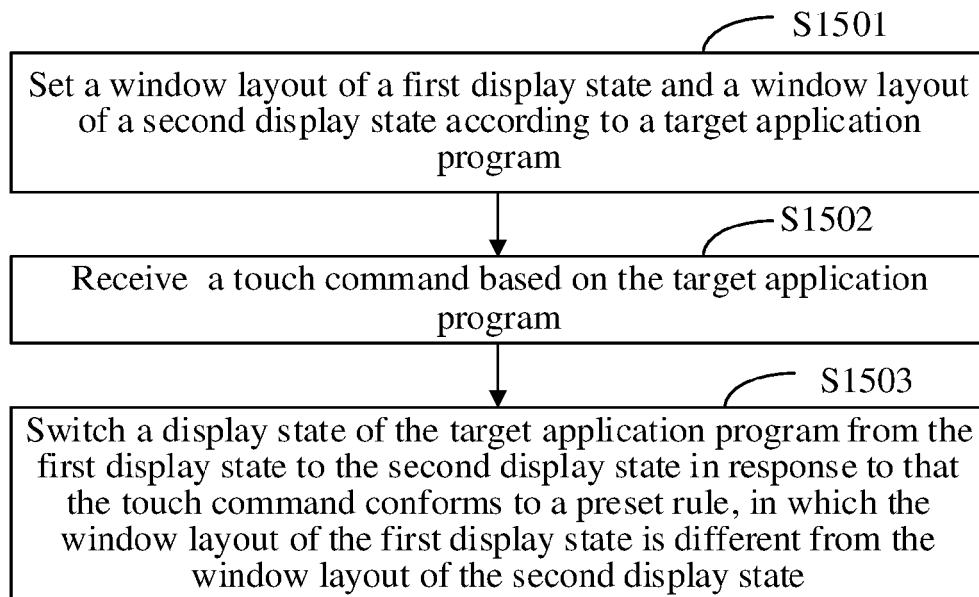 S1501
Set a window layout of a first display state and a window layout
of a second display state according to a target application
program
S1502
Receive a touch command based on the target application
program
S1503
Switch a display state of the target application program from the
first display state to the second display state in response to that
the touch command conforms to a preset rule, in which the
window layout of the first display state is different from the
window layout of the second display state